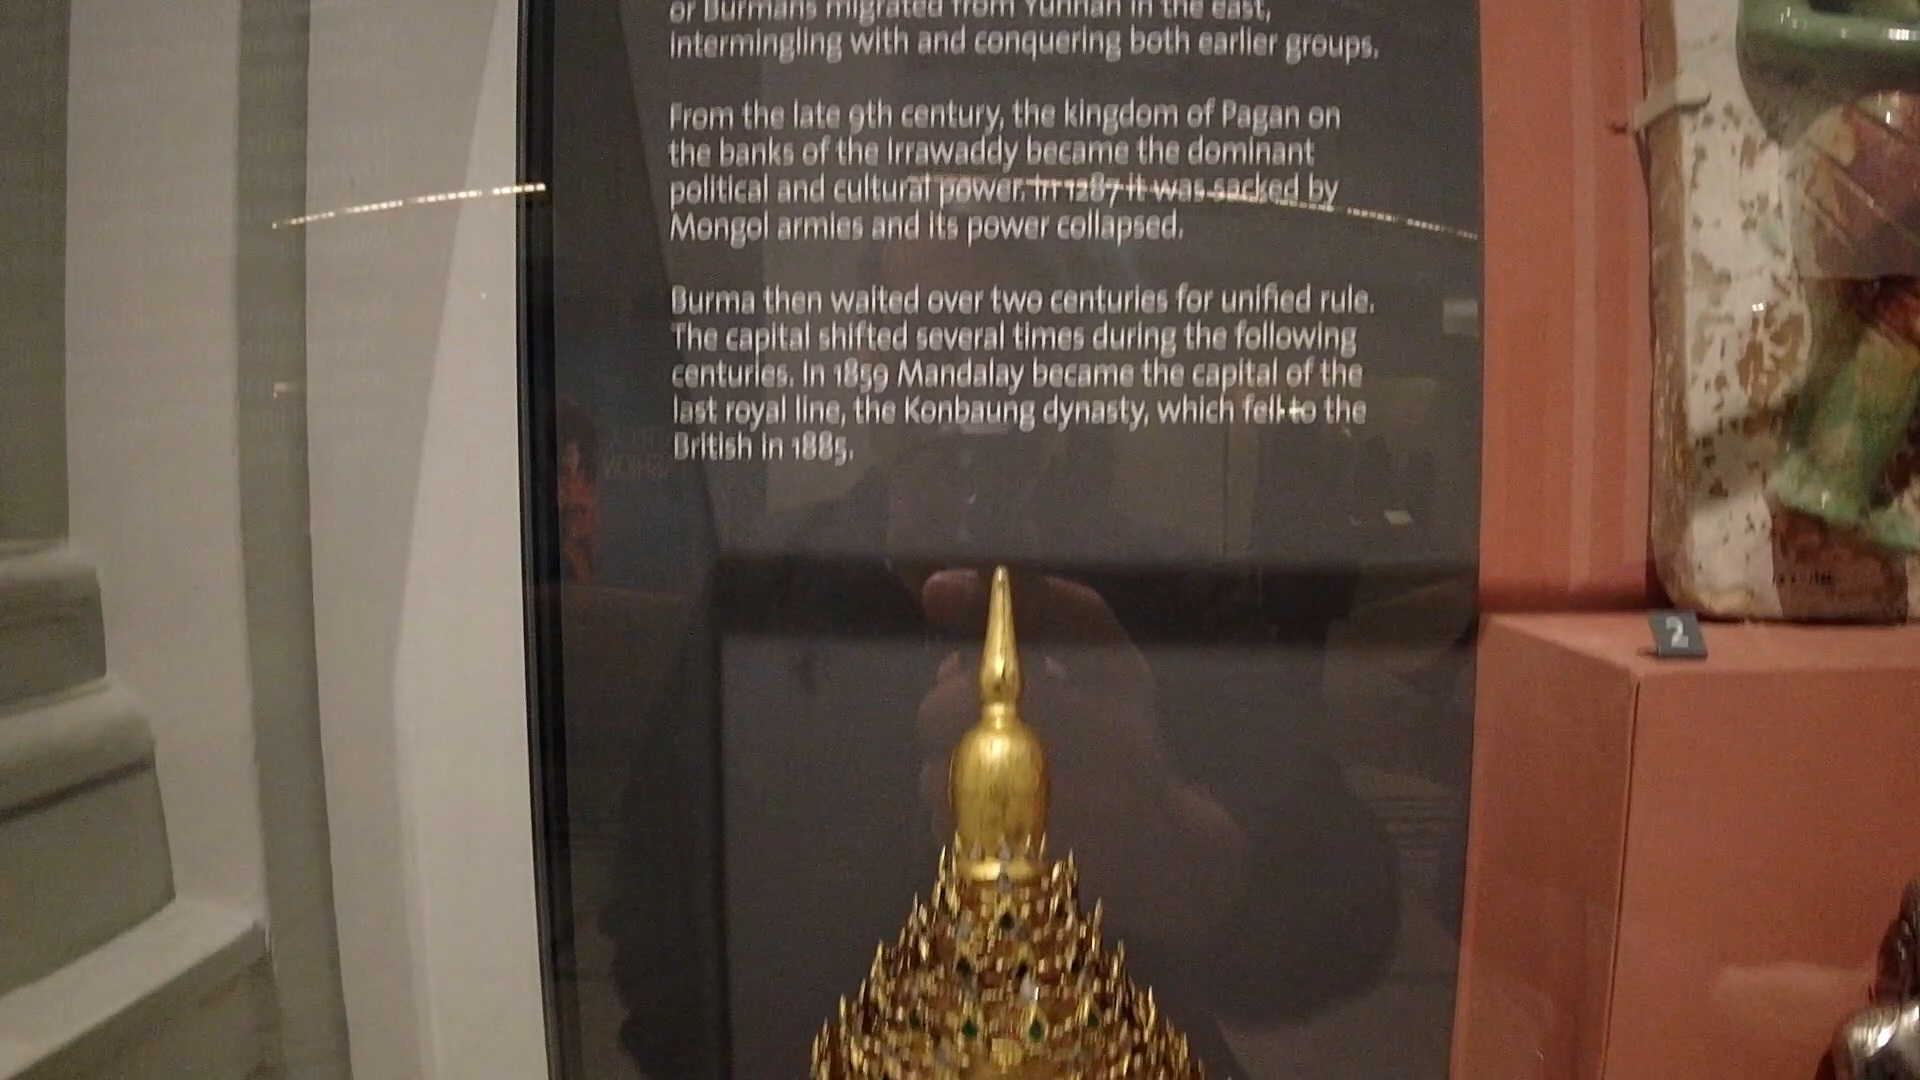 or Burmans migrated from Yunnan in the east,
intermingling with and conquering both earlier groups.
From the late 9th century, the kingdom of Pagan on
the banks of the Irrawaddy became the dominant
political and cultural power. In 1287 it was sacked by
Mongol armies and its power collapsed.
Burma then waited over two centuries for unified rule.
The capital shifted several times during the following
centuries. In 1859 Mandalay became the capital of the
last royal line, the Konbaung dynasty, which fell to the
British in 1885.
2